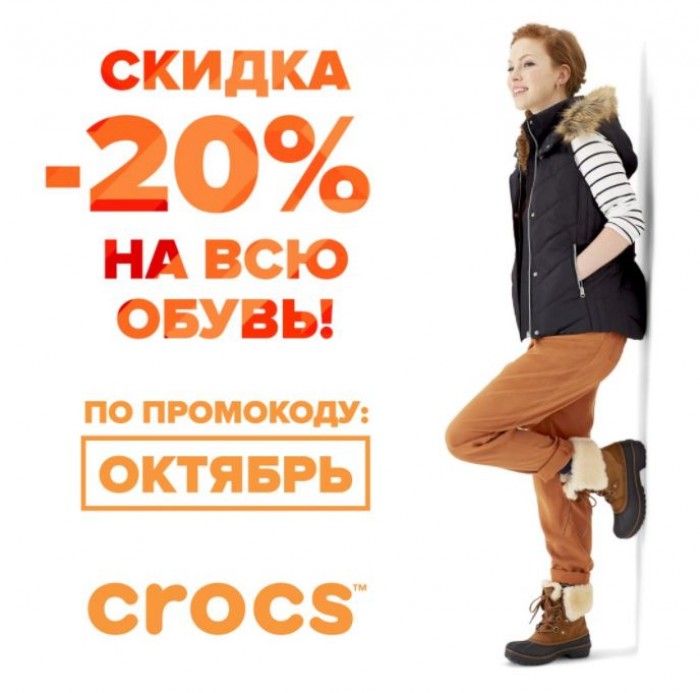 СКИДКА
-20%
НА ВСЮ
ОБУВЬ!
ПО ПРОМОКОДУ:
ОКТЯБРЬ
crocs™